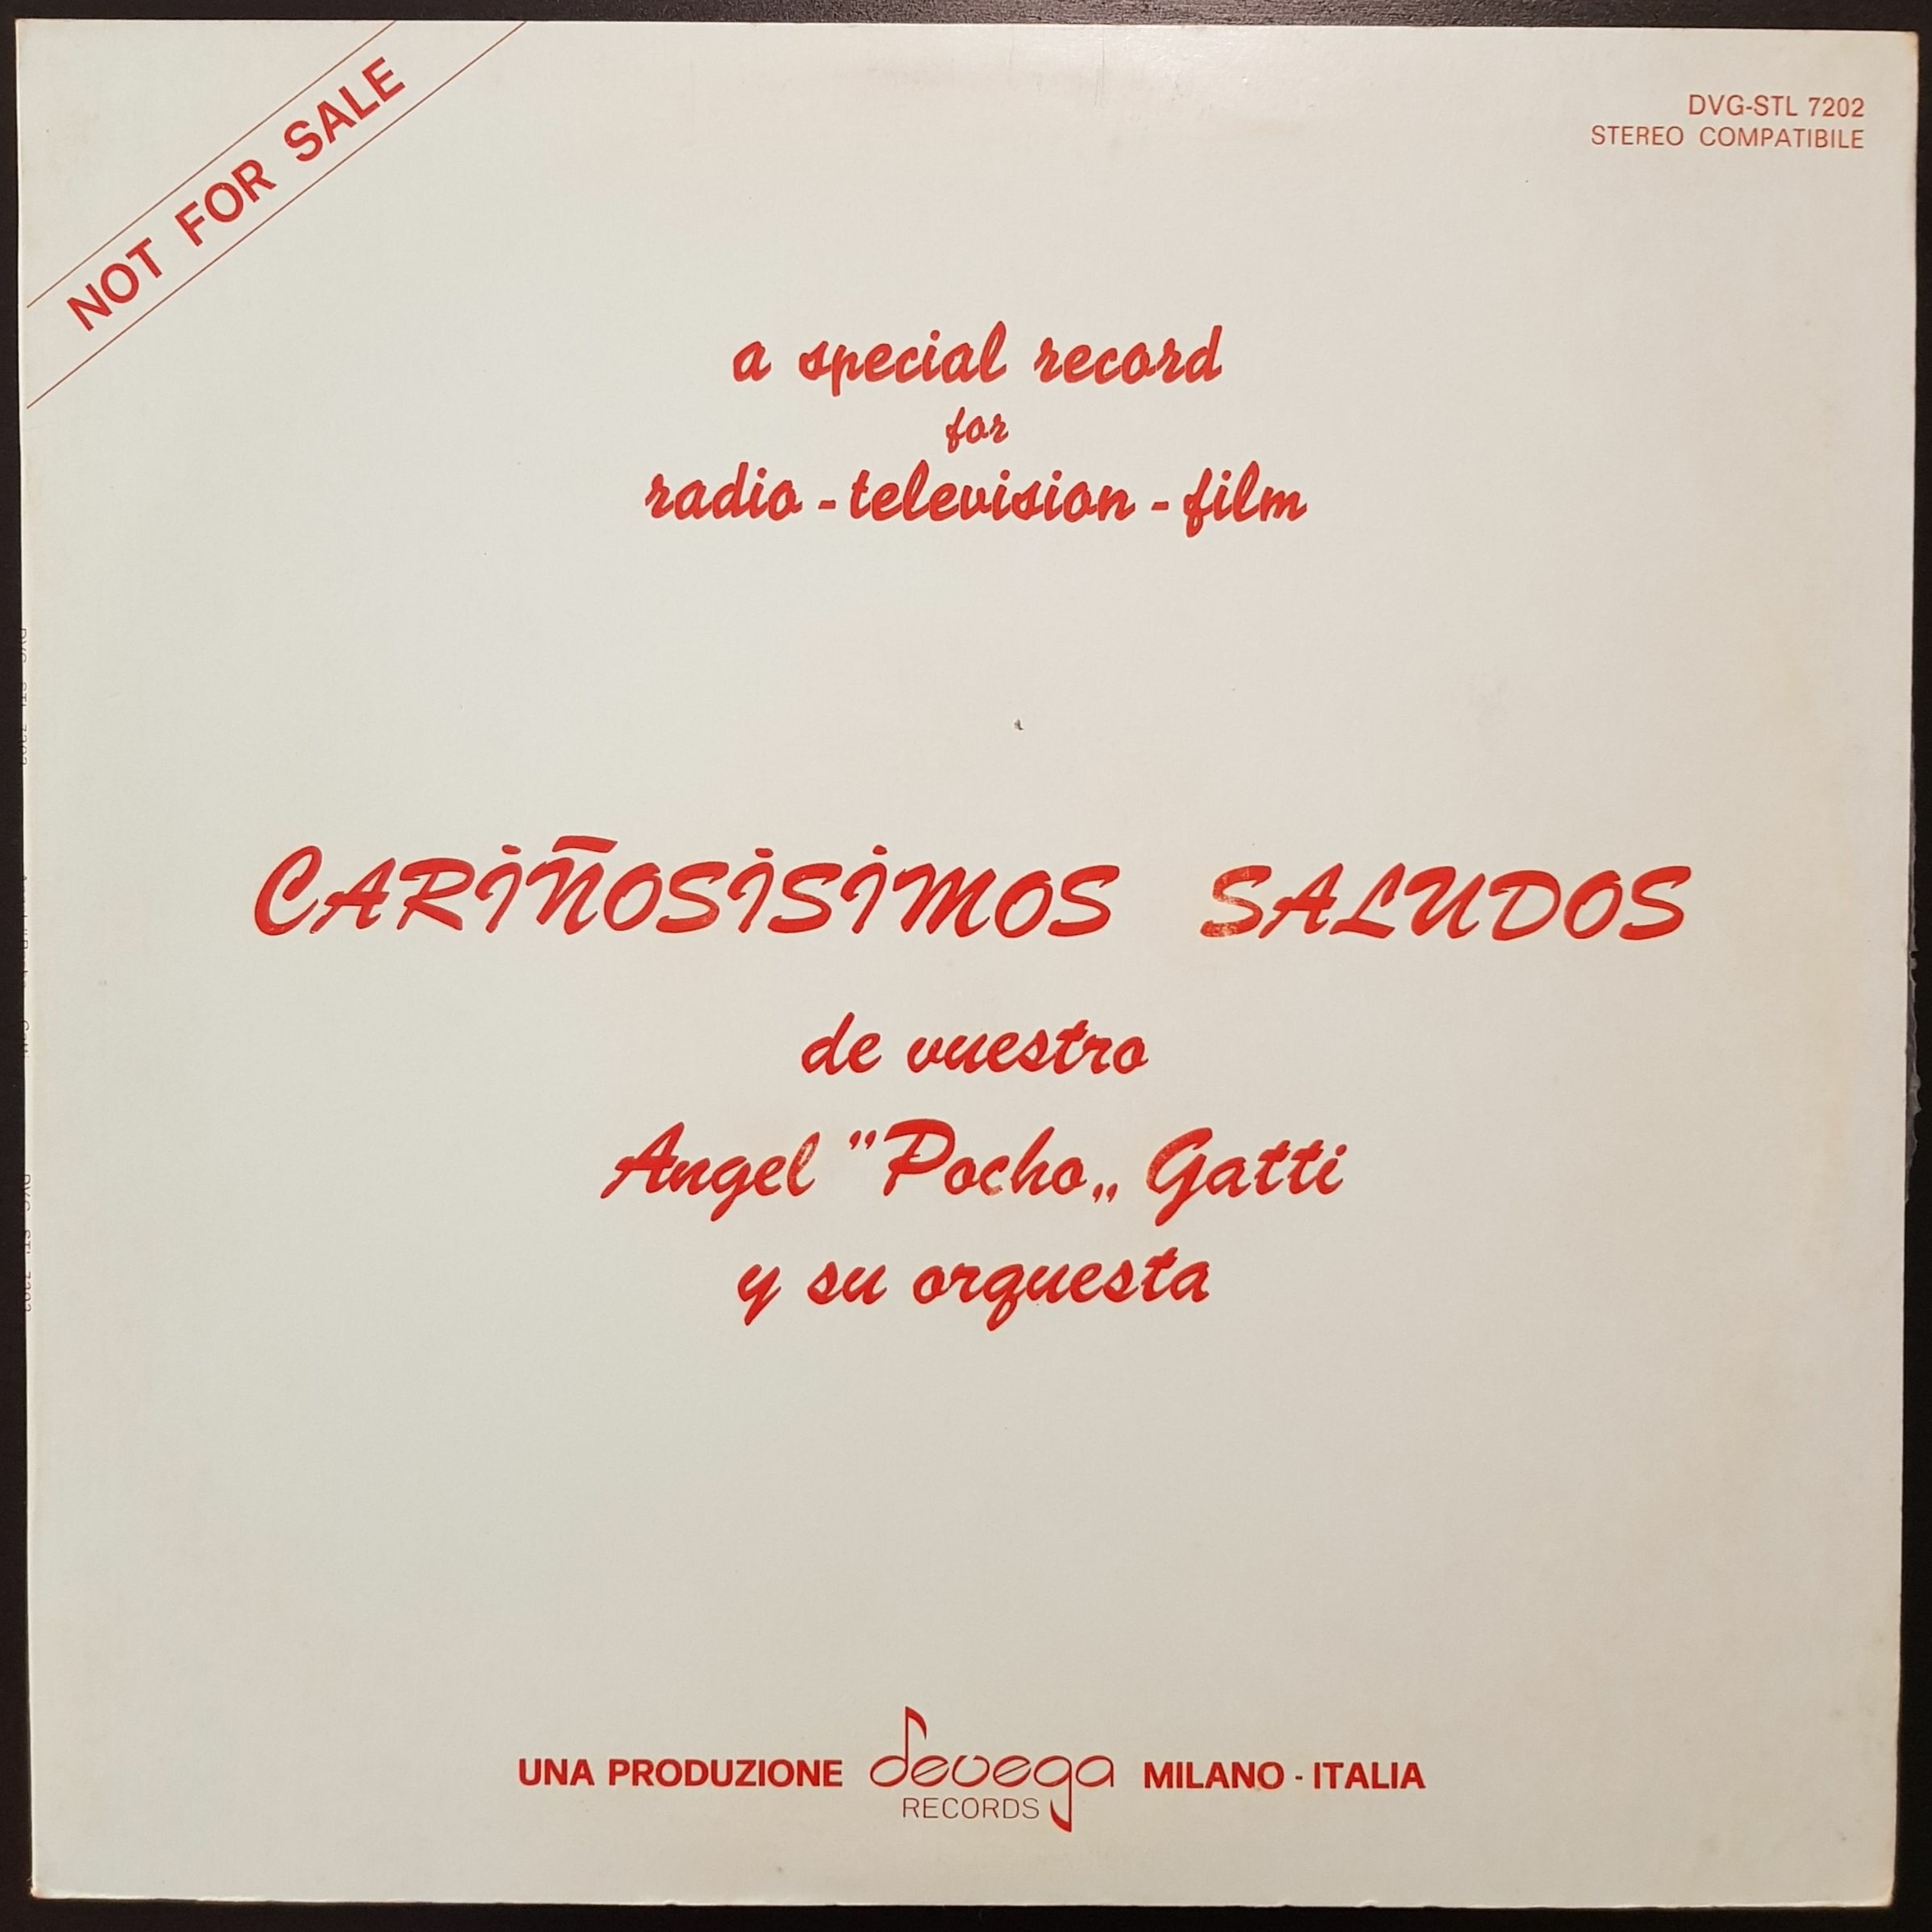 NOT FOR SALE
DVG-STL 7202
STEREO COMPATIBILE
a special record
for
radio - television - film
CARIÑOSISIMOS SALUDOS
de vuestro
Angel "Pocho„ Gatti
y su orquesta
UNA PRODUZIONE devega MILANO - ITALIA
RECORDS